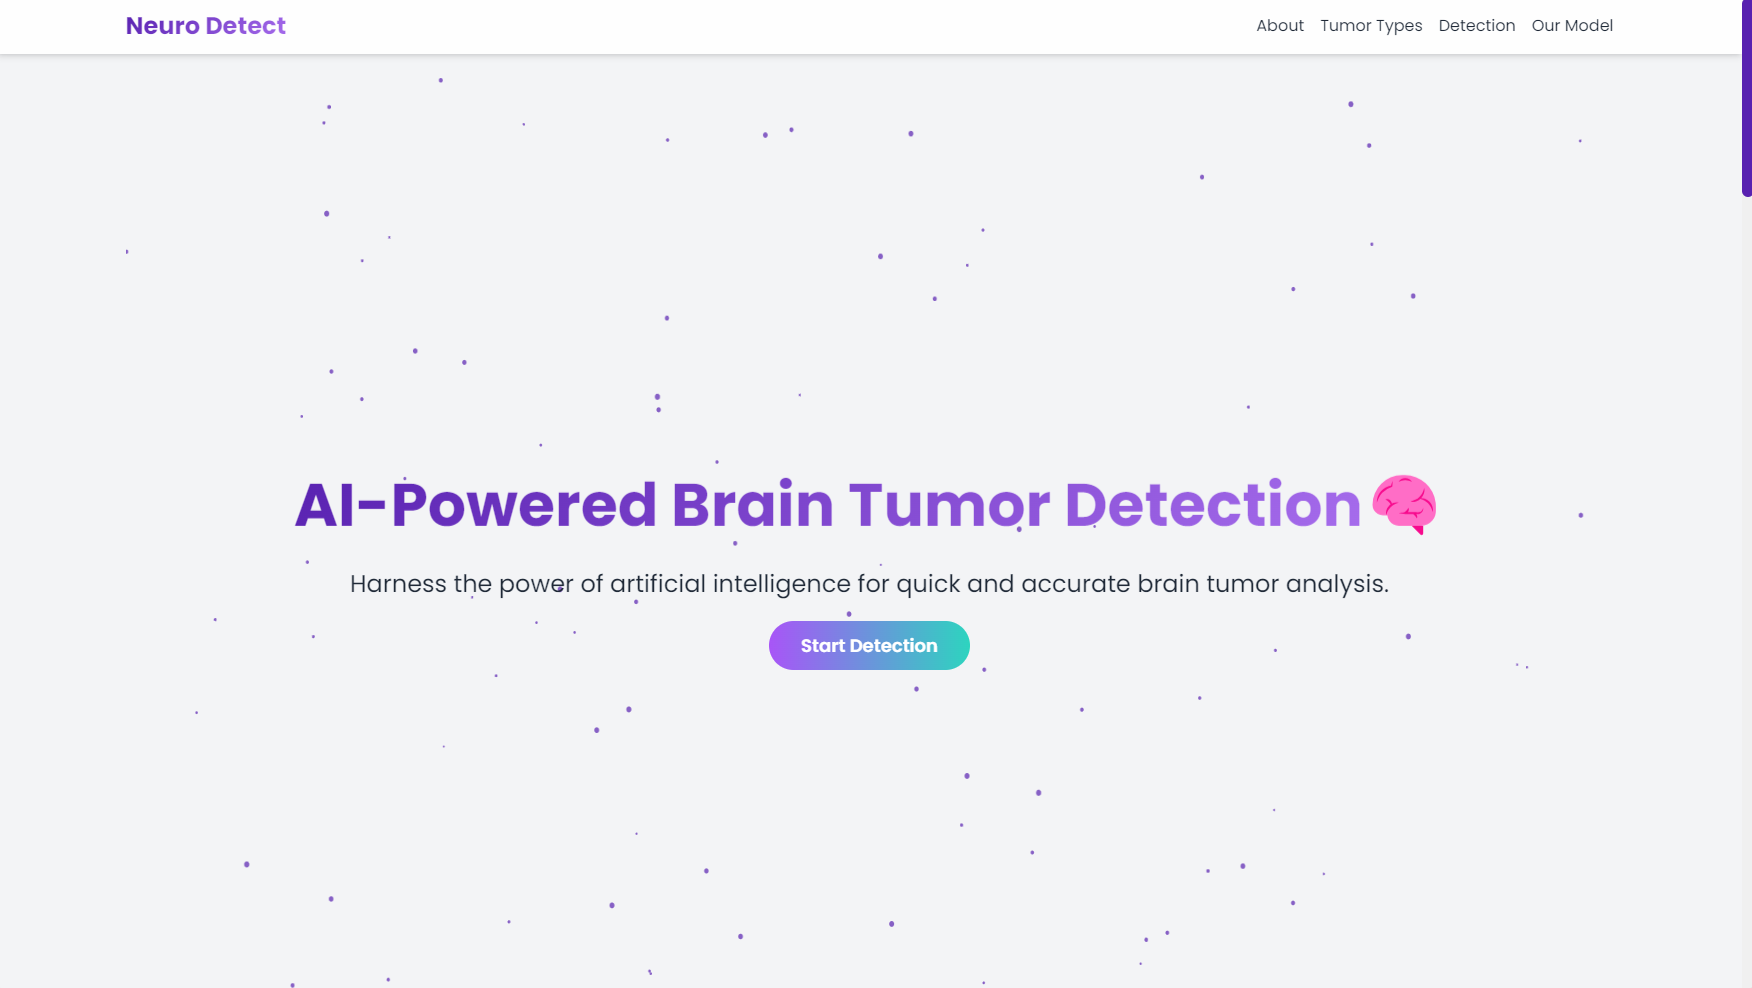 Neuro Detect
About Tumor Types Detection Our Model
AI-Powered Brain Tumor Detection
Harness the power of artificial intelligence for quick and accurate brain tumor analysis.
Start Detection